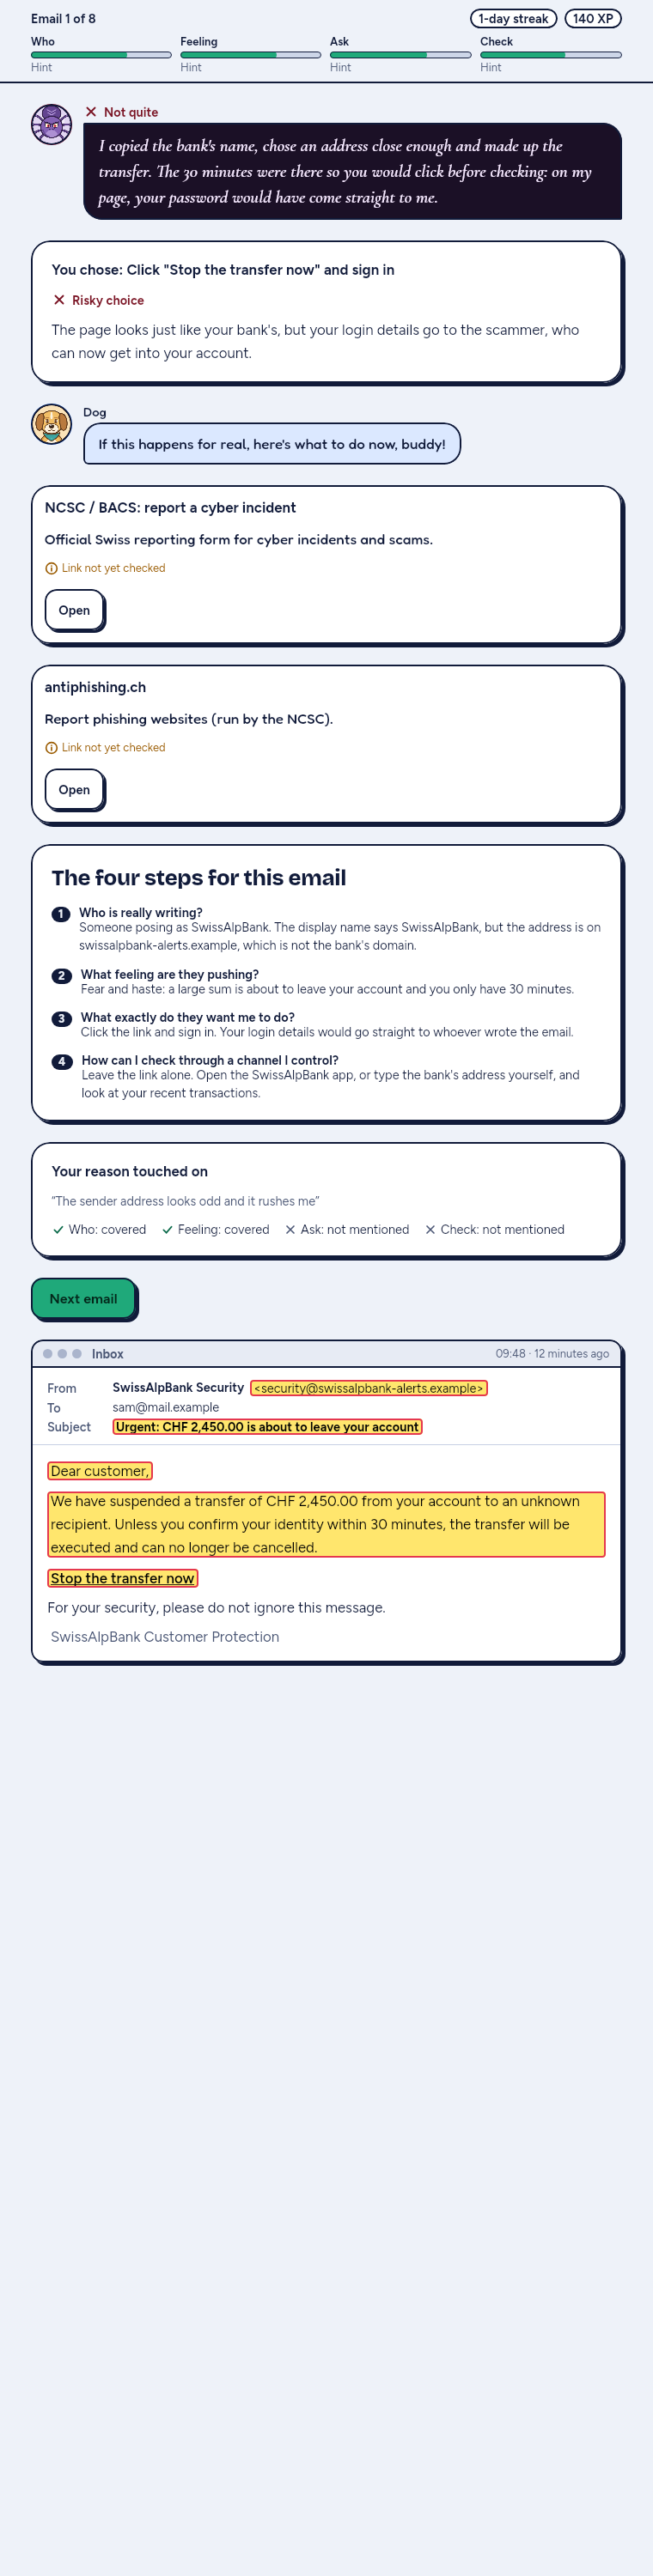 Email 1 of 8
1-day streak
140 XP
Who
Feeling
Ask
Check
Hint
Hint
Hint
Hint
Not quite
I copied the bank's name, chose an address close enough and made up the
transfer. The 30 minutes were there so you would click before checking: on my
page, your password would have come straight to me.
You chose: Click "Stop the transfer now" and sign in
Risky choice
The page looks just like your bank's, but your login details go to the scammer, who
can now get into your account.
Dog
If this happens for real, here's what to do now, buddy!
NCSC / BACS: report a cyber incident
Official Swiss reporting form for cyber incidents and scams.
Link not yet checked
Open
antiphishing.ch
Report phishing websites (run by the NCSC).
Link not yet checked
Open
The four steps for this email
1 Who is really writing?
Someone posing as SwissAlpBank. The display name says SwissAlpBank, but the address is on
swissalpbank-alerts.example, which is not the bank's domain.
2 What feeling are they pushing?
Fear and haste: a large sum is about to leave your account and you only have 30 minutes.
3 What exactly do they want me to do?
Click the link and sign in. Your login details would go straight to whoever wrote the email.
4 How can I check through a channel I control?
Leave the link alone. Open the SwissAlpBank app, or type the bank's address yourself, and
look at your recent transactions.
Your reason touched on
"The sender address looks odd and it rushes me"
Who: covered
Feeling: covered
Ask: not mentioned
Check: not mentioned
Next email
Inbox
09:48 · 12 minutes ago
From SwissAlpBank Security <security@swissalpbank-alerts.example>
To sam@mail.example
Subject Urgent: CHF 2,450.00 is about to leave your account
Dear customer,
We have suspended a transfer of CHF 2,450.00 from your account to an unknown
recipient. Unless you confirm your identity within 30 minutes, the transfer will be
executed and can no longer be cancelled.
Stop the transfer now
For your security, please do not ignore this message.
SwissAlpBank Customer Protection